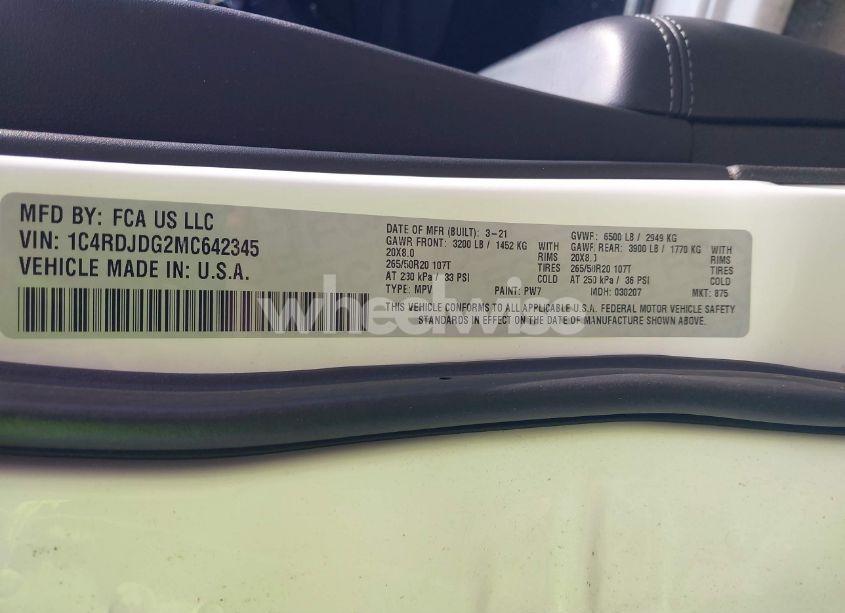 MFD BY: FCA US LLC
VIN: 1C4RDJDG2MC642345
VEHICLE MADE IN: U.S.A.
DATE OF MFR (BUILT): 3-21 GVWF: 6500 LB / 2949 KG
GAWR FRONT: 3200 LB / 1452 KG GAWR REAR: 3900 LB / 1770 KG
20X8.0 RIMS 20X8.0 RIMS
265/50R20 107T TIRES 265/50R20 107T TIRES
AT 230 kPa / 33 PSI COLD AT 250 kPa / 36 PSI COLD
TYPE: MPV PAINT: PW7 MDH: 030207 MKT: 875
THIS VEHICLE CONFORMS TO ALL APPLICABLE U.S.A. FEDERAL MOTOR VEHICLE SAFETY
STANDARDS IN EFFECT ON THE DATE OF MANUFACTURE SHOWN ABOVE.
wheelwise